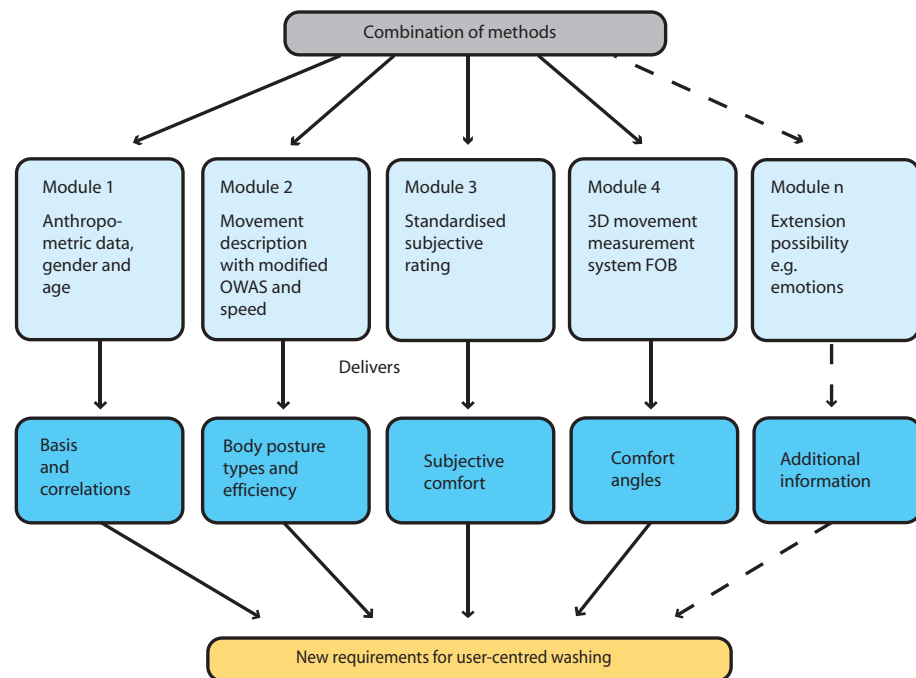 Combination of methods
Module 1
Anthropo-
metric data,
gender and
age
Module 2
Movement
description
with modified
OWAS and
speed
Module 3
Standardised
subjective
rating
Module 4
3D movement
measurement
system FOB
Module n
Extension
possibility
e.g.
emotions
Delivers
Basis
and
correlations
Body posture
types and
efficiency
Subjective
comfort
Comfort
angles
Additional
information
New requirements for user-centred washing